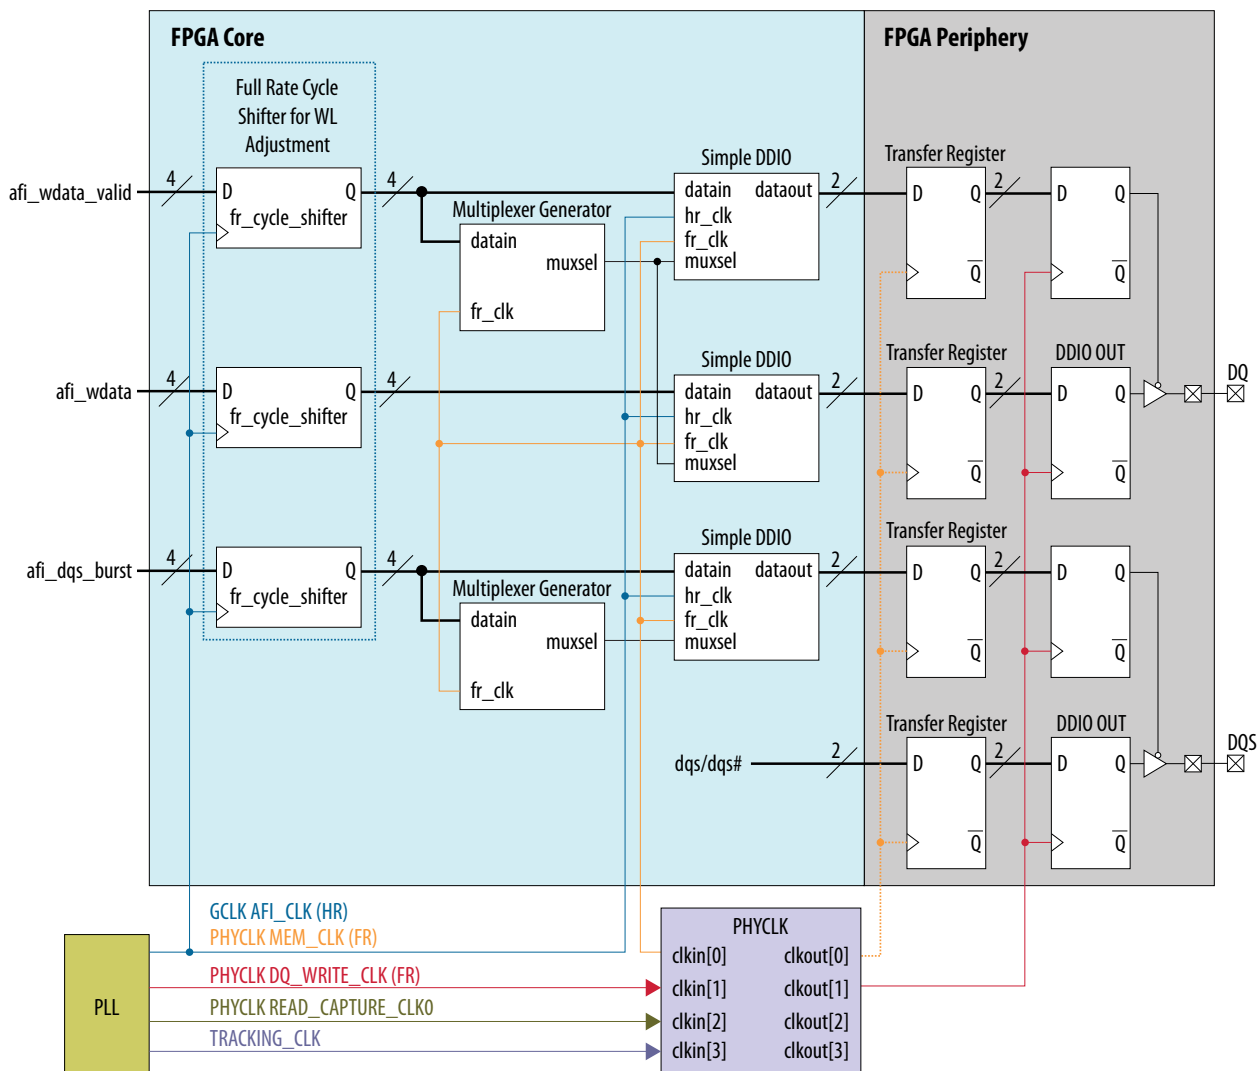 FPGA Core
FPGA Periphery
Full Rate Cycle
Shifter for WL
Adjustment
afi_wdata_valid
4
D
Q
fr_cycle_shifter
4
Multiplexer Generator
datain
muxsel
fr_clk
Simple DDIO
datain
dataout
hr_clk
fr_clk
muxsel
2
Transfer Register
D
Q
Q
2
D
Q
Q
afi_wdata
4
D
Q
fr_cycle_shifter
4
Simple DDIO
datain
dataout
hr_clk
fr_clk
muxsel
2
Transfer Register
D
Q
Q
2
DDIO OUT
D
Q
Q
DQ
afi_dqs_burst
4
D
Q
fr_cycle_shifter
4
Multiplexer Generator
datain
muxsel
fr_clk
Simple DDIO
datain
dataout
hr_clk
fr_clk
muxsel
2
Transfer Register
D
Q
Q
2
D
Q
Q
dqs/dqs#
2
Transfer Register
D
Q
Q
2
DDIO OUT
D
Q
Q
DQS
PLL
GCLK AFI_CLK (HR)
PHYCLK MEM_CLK (FR)
PHYCLK DQ_WRITE_CLK (FR)
PHYCLK READ_CAPTURE_CLK0
TRACKING_CLK
PHYCLK
clkin[0]
clkout[0]
clkin[1]
clkout[1]
clkin[2]
clkout[2]
clkin[3]
clkout[3]